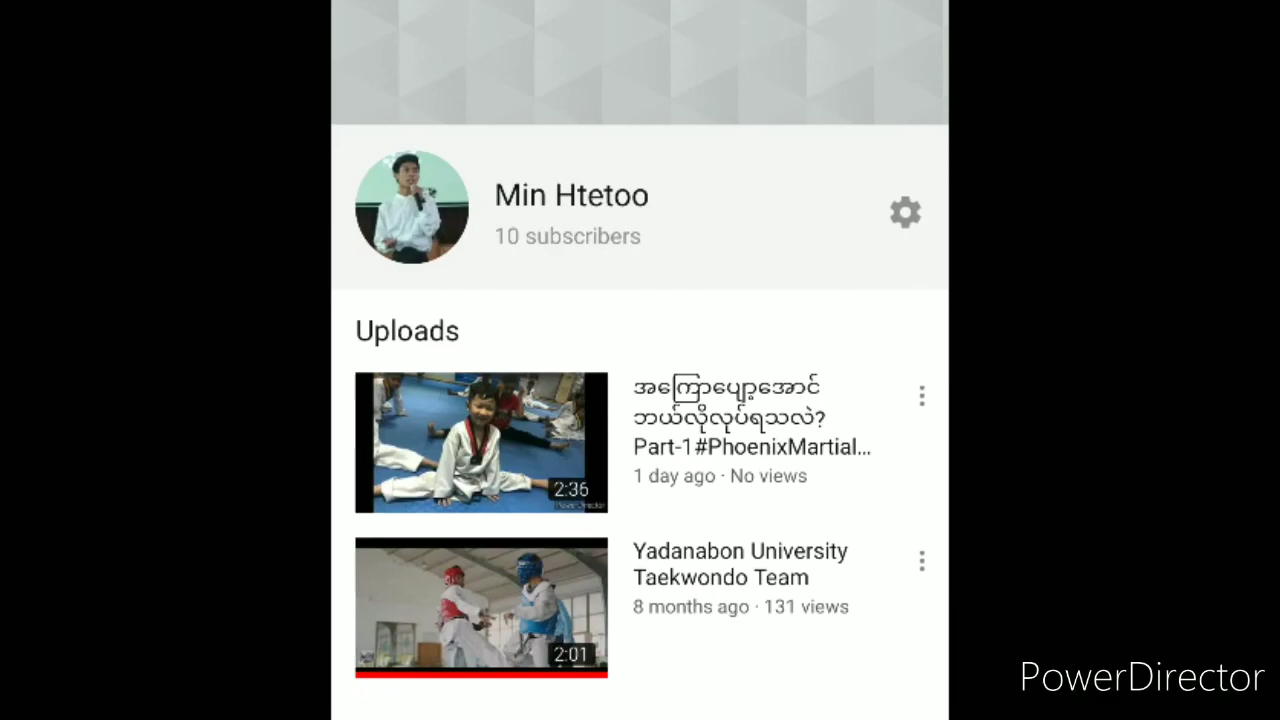 Min Htetoo
10 subscribers
Uploads
အကြောပျော့အောင်
ဘယ်လိုလုပ်ရသလဲ?
Part-1#PhoenixMartial...
1 day ago · No views
2:36
PowerDirector
Yadanabon University
Taekwondo Team
8 months ago · 131 views
2:01
PowerDirector